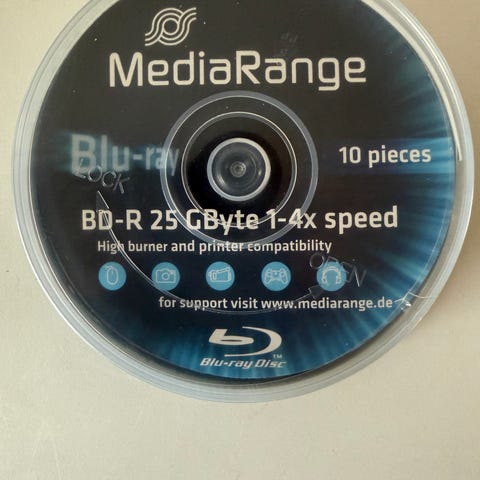 MediaRange
Blu-ray
10 pieces
LOCK
BD-R 25 GByte 1-4x speed
High burner and printer compatibility
OPEN
for support visit www.mediarange.de
Blu-ray Disc
TM